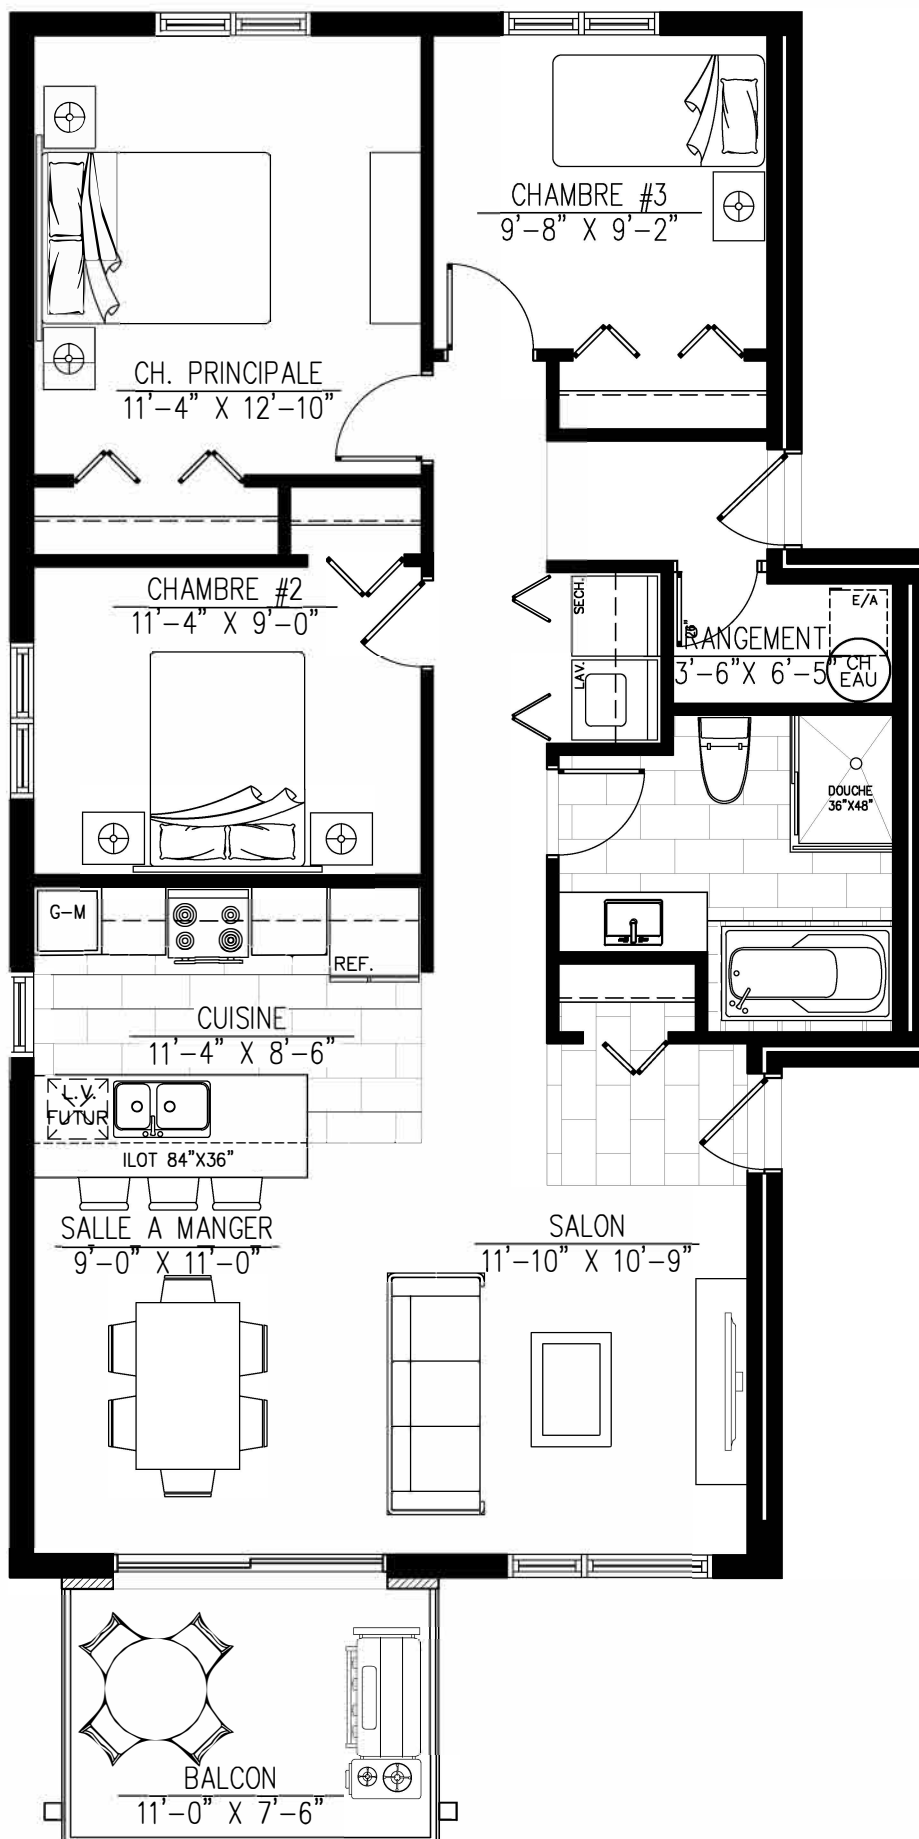 CHAMBRE #3
9'-8" X 9'-2"
CH. PRINCIPALE
11'-4" X 12'-10"
CHAMBRE #2
11'-4" X 9'-0"
SECH.
LAV.
26"
E/A
RANGEMENT
3'-6"X 6'-5"
CH
EAU
DOUCHE
36"X48"
G-M
REF.
CUISINE
11'-4" X 8'-6"
L.V.
FUTUR
ILOT 84"X36"
SALLE A MANGER
9'-0" X 11'-0"
SALON
11'-10" X 10'-9"
BALCON
11'-0" X 7'-6"